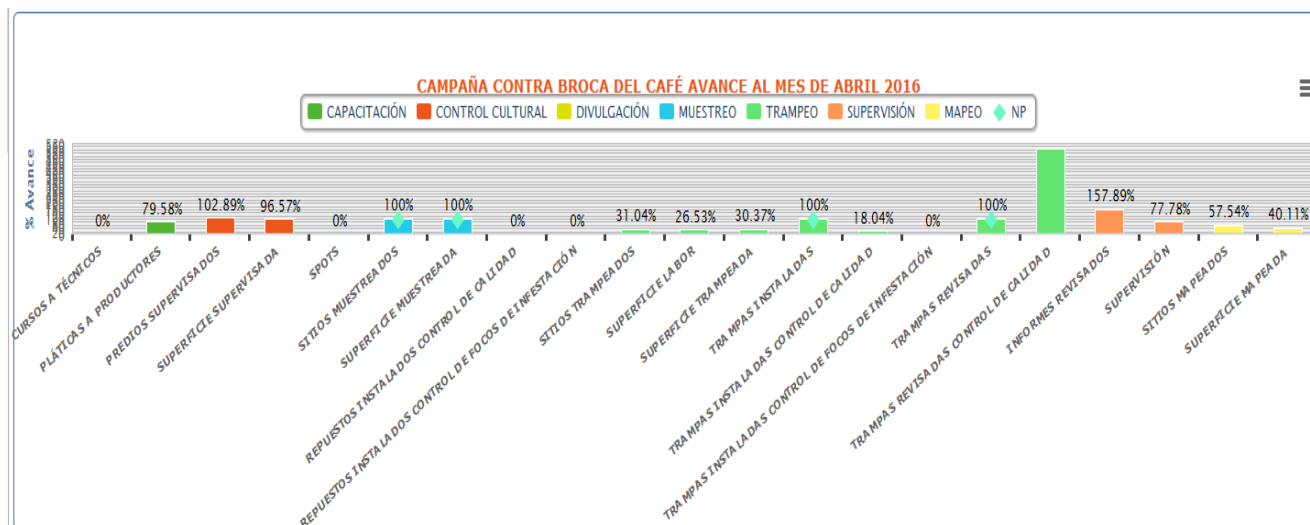 CAMPAÑA CONTRA BROCA DEL CAFÉ AVANCE AL MES DE ABRIL 2016
CAPACITACIÓN CONTROL CULTURAL DIVULGACIÓN MUESTREO TRAMPEO SUPERVISIÓN MAPEO NP
% Avance
560
0%
79.58%
102.89%
96.57%
0%
100%
100%
0%
0%
31.04%
26.53%
30.37%
100%
18.04%
0%
100%
157.89%
77.78%
57.54%
40.11%
CURSOS A TÉCNICOS
PLÁTICAS A PRODUCTORES
PREDIOS SUPERVISADOS
SUPERFICIE SUPERVISADA
SPOTS
SITIOS MUESTREADOS
SUPERFICIE MUESTREADA
REPUESTOS INSTALADOS CONTROL DE CALIDAD
REPUESTOS INSTALADOS CONTROL DE FOCOS DE INFESTACIÓN
SITIOS TRAMPEADOS
SUPERFICIE LABOR
SUPERFICIE TRAMPEADA
TRAMPAS INSTALADAS
TRAMPAS INSTALADAS CONTROL DE CALIDAD
TRAMPAS INSTALADAS CONTROL DE FOCOS DE INFESTACIÓN
TRAMPAS REVISADAS
TRAMPAS REVISADAS CONTROL DE CALIDAD
INFORMES REVISADOS
SUPERVISIÓN
SITIOS MAPEADOS
SUPERFICIE MAPEADA